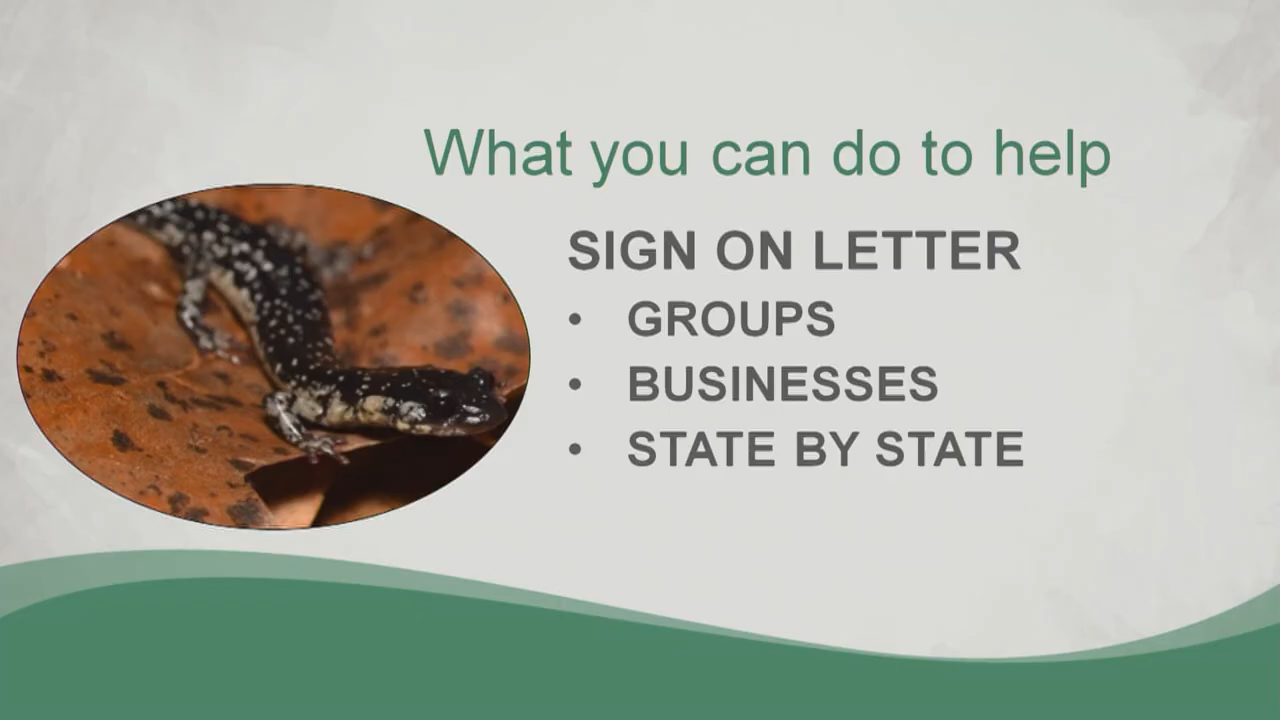 What you can do to help
SIGN ON LETTER
• GROUPS
• BUSINESSES
• STATE BY STATE